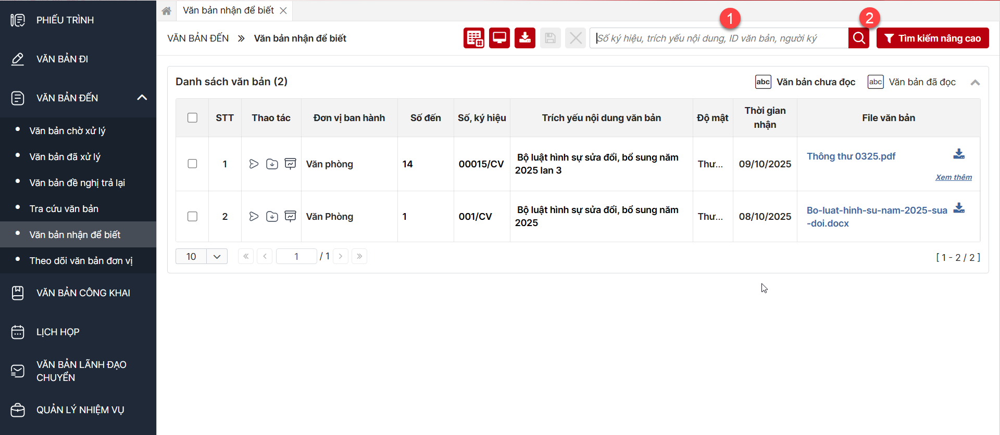 PHIẾU TRÌNH
VĂN BẢN ĐI
VĂN BẢN ĐẾN
Văn bản chờ xử lý
Văn bản đã xử lý
Văn bản đề nghị trả lại
Tra cứu văn bản
Văn bản nhận để biết
Theo dõi văn bản đơn vị
VĂN BẢN CÔNG KHAI
LỊCH HỌP
VĂN BẢN LÃNH ĐẠO
CHUYỂN
QUẢN LÝ NHIỆM VỤ
Văn bản nhận để biết
VĂN BẢN ĐẾN » Văn bản nhận để biết
1
2
Số ký hiệu, trích yếu nội dung, ID văn bản, người ký
Tìm kiếm nâng cao
Danh sách văn bản (2)
abc Văn bản chưa đọc abc Văn bản đã đọc
STT Thao tác Đơn vị ban hành Số đến Số, ký hiệu Trích yếu nội dung văn bản Độ mật Thời gian nhận File văn bản
1 Văn phòng 14 00015/CV Bộ luật hình sự sửa đổi, bổ sung năm
2025 lan 3 Thư... 09/10/2025 Thông thư 0325.pdf
Xem thêm
2 Văn Phòng 1 001/CV Bộ luật hình sự sửa đổi, bổ sung năm
2025 Thư... 08/10/2025 Bo-luat-hinh-su-nam-2025-sua
-doi.docx
10 « ‹ 1 / 1 › »
[ 1 - 2 / 2 ]